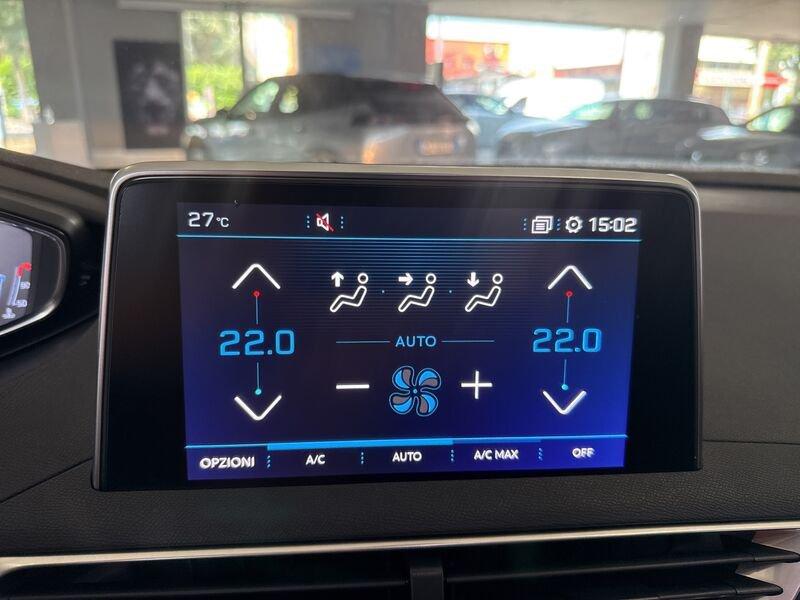 27°C 15:02
22.0 AUTO 22.0
OPZIONI A/C AUTO A/C MAX OFF